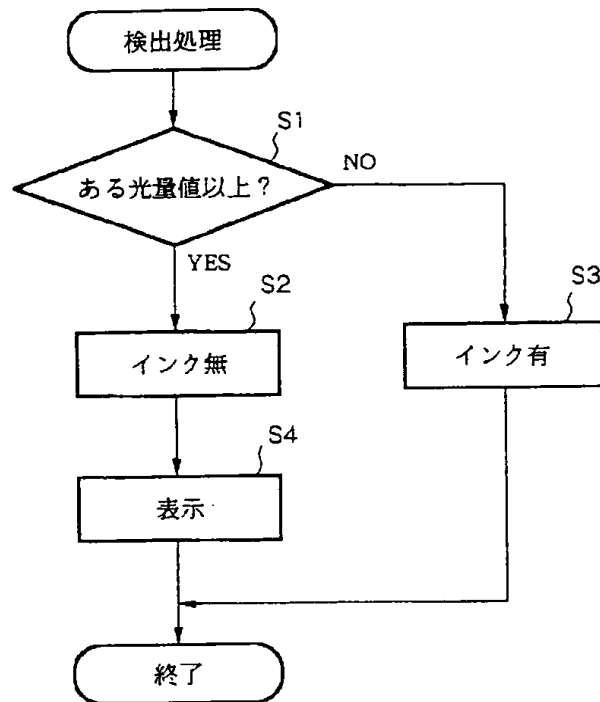 検出処理
S1
ある光量値以上?
NO
YES
S2
S3
インク無
インク有
S4
表示
終了